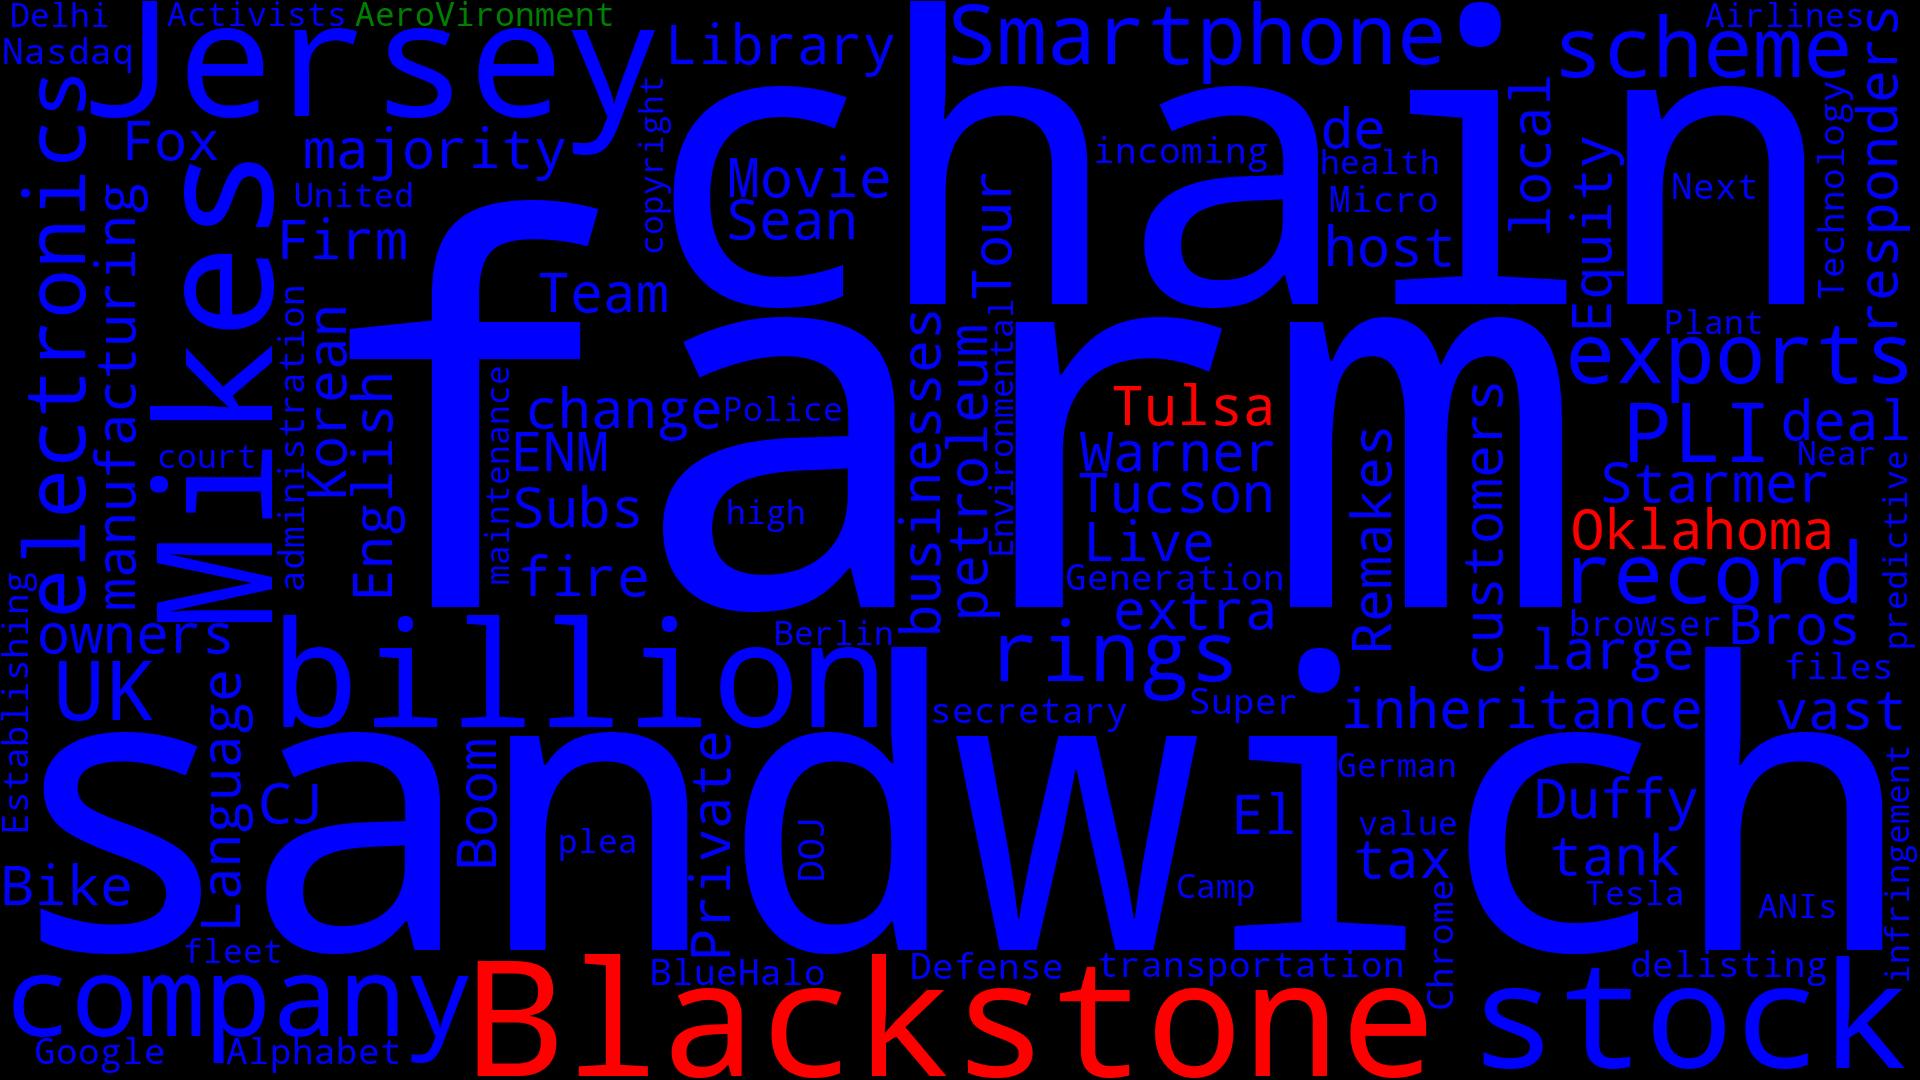 Delhi
Activists
AeroVironment
Nasdaq
Jersey
Library
Smartphone
chain
scheme
Airlines
responders
electronics
Fox
majority
copyright
Movie
Sean
incoming
de
health
Micro
host
local
Equity
Next
Technology
manufacturing
Mikes
United
Firm
Team
farm
Tour
Plant
exports
administration
Korean
English
maintenance
change
Police
ENM
Subs
high
fire
businesses
petroleum
Environmental
Tulsa
Warner
Tucson
Live
Generation
extra
Remakes
customers
PLI
deal
Near
Starmer
Oklahoma
record
predictive
court
Establishing
owners
UK
billion
Berlin
rings
secretary
Super
inheritance
large
browser
Bros
files
vast
Language
CJ
sandwich
Boom
plea
Private
DOJ
El
German
value
tax
Camp
Duffy
tank
Tesla
ANIs
infringement
Bike
fleet
company
Google
Alphabet
Blackstone
BlueHalo
Defense
transportation
Chrome
delisting
stock